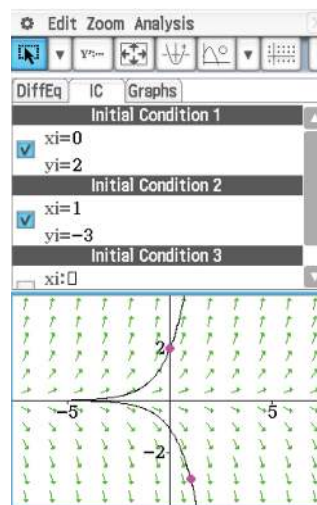 Edit Zoom Analysis
DiffEq IC Graphs
Initial Condition 1
xi=0
yi=2
Initial Condition 2
xi=1
yi=-3
Initial Condition 3
xi:□
2
-5 5
-2